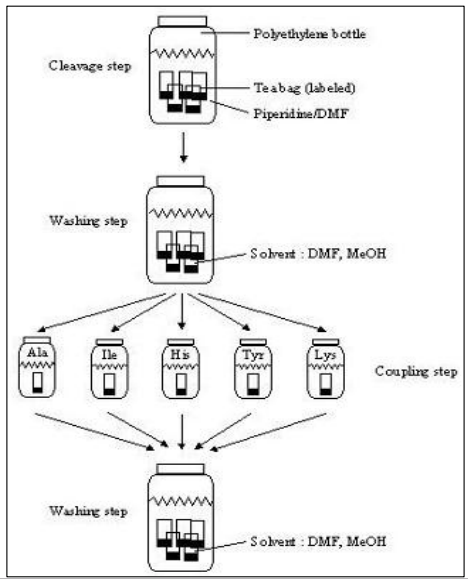 Polyethylene bottle
Cleavage step
Teabag (labeled)
Piperidine/DMF
Washing step
Solvent : DMF, MeOH
Ala
Ile
His
Tyr
Lys
Coupling step
Washing step
Solvent : DMF, MeOH